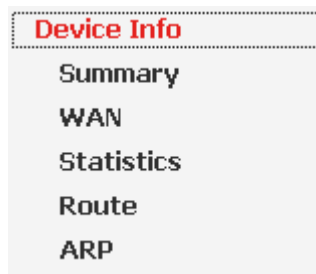 Device Info
Summary
WAN
Statistics
Route
ARP